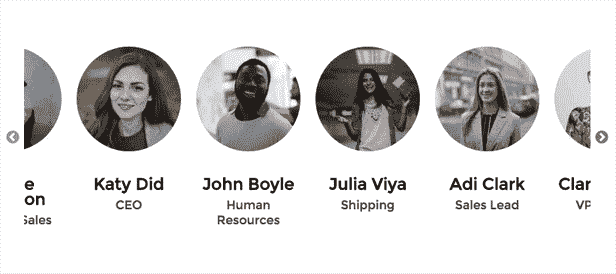 e
on
Sales
Katy Did
CEO
John Boyle
Human
Resources
Julia Viya
Shipping
Adi Clark
Sales Lead
Clar
VP